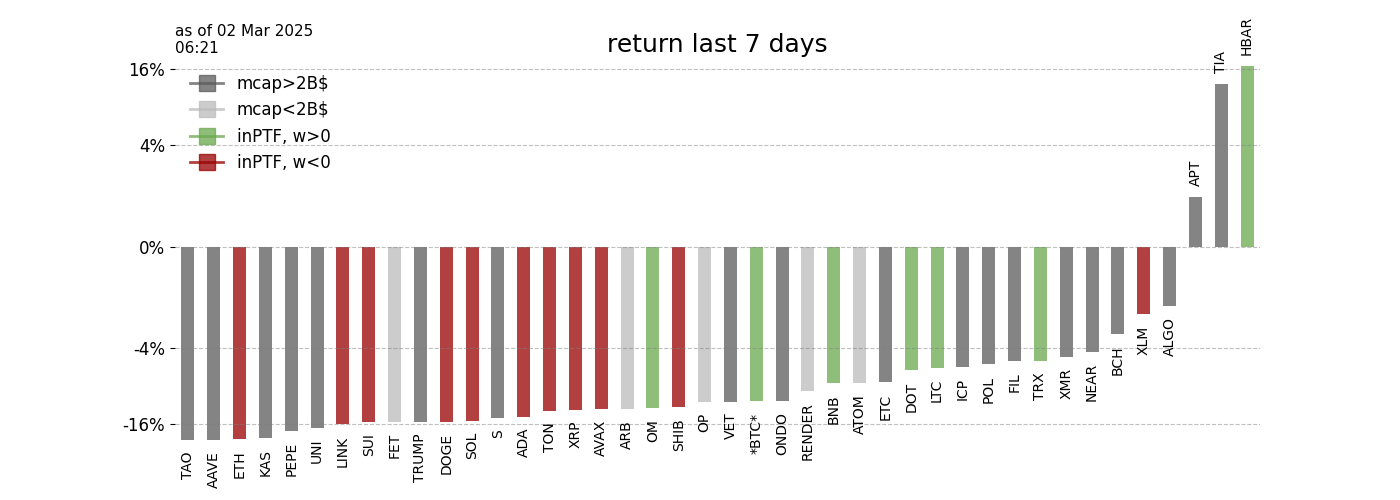 as of 02 Mar 2025
06:21
return last 7 days
16%
4%
0%
-4%
-16%
mcap>2B$
mcap<2B$
inPTF, w>0
inPTF, w<0
TAO
AAVE
ETH
KAS
PEPE
UNI
LINK
SUI
FET
TRUMP
DOGE
SOL
S
ADA
TON
XRP
AVAX
ARB
OM
SHIB
OP
VET
*BTC*
ONDO
RENDER
BNB
ATOM
ETC
DOT
LTC
ICP
POL
FIL
TRX
XMR
NEAR
BCH
XLM
ALGO
APT
TIA
HBAR